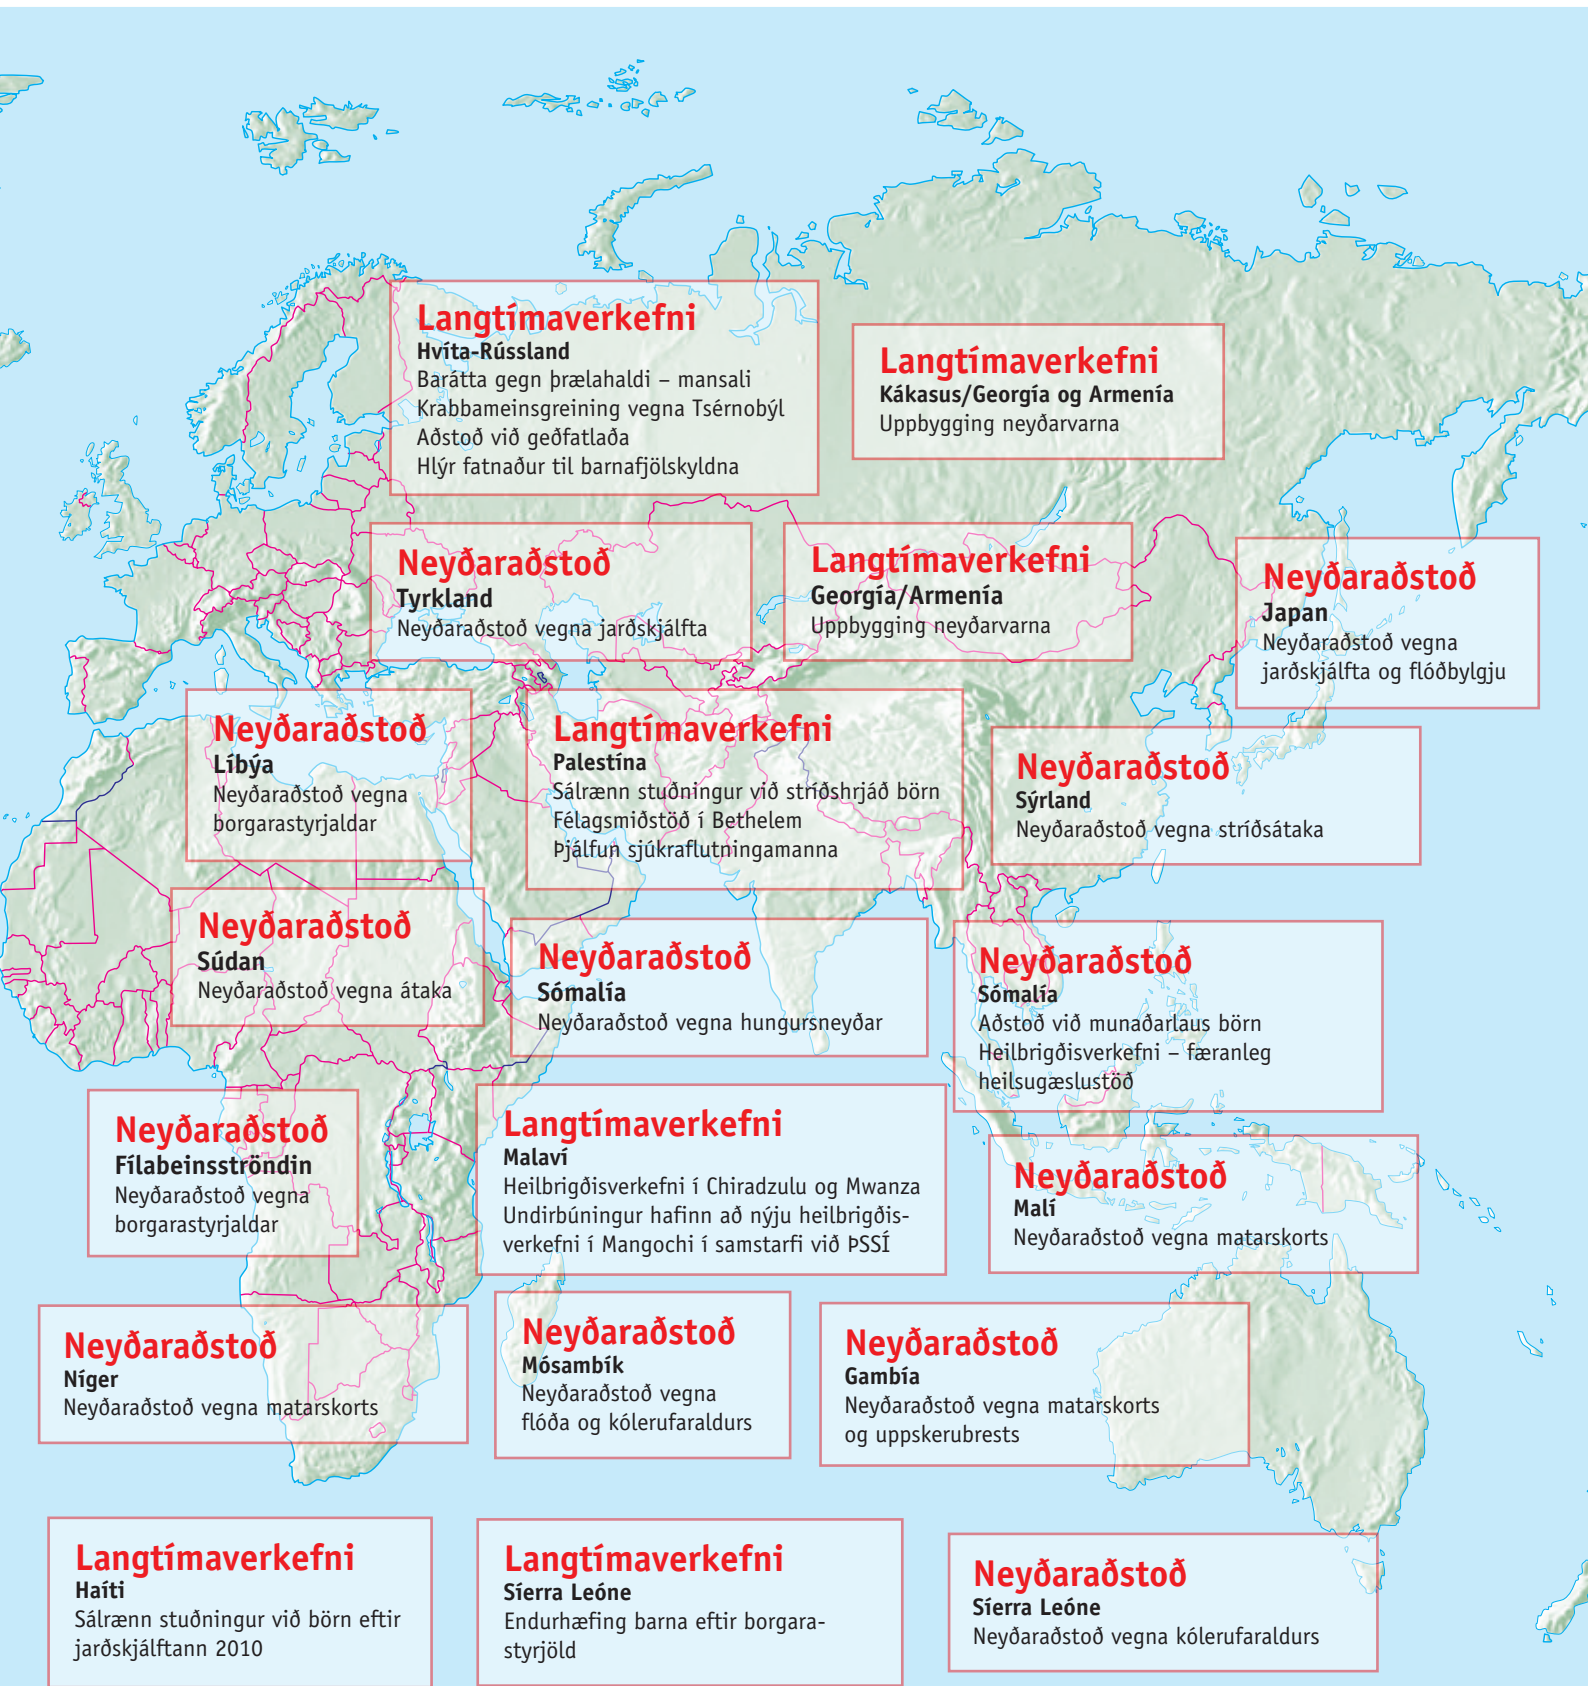 Langtímaverkefni
Hvíta-Rússland
Barátta gegn þrælahaldi – mansali
Krabbameinsgreining vegna Tsérnobýl
Aðstoð við geðfatlaða
Hlýr fatnaður til barnafjölskyldna
Langtímaverkefni
Kákasus/Georgía og Armenía
Uppbygging neyðarvarna
Neyðaraðstoð
Tyrkland
Neyðaraðstoð vegna jarðskjálfta
Langtímaverkefni
Georgía/Armenía
Uppbygging neyðarvarna
Neyðaraðstoð
Japan
Neyðaraðstoð vegna
jarðskjálfta og flóðbylgju
Neyðaraðstoð
Líbýa
Neyðaraðstoð vegna
borgarastyrjaldar
Langtímaverkefni
Palestína
Sálrænn stuðningur við stríðshrjáð börn
Félagsmiðstöð í Bethelem
Þjálfun sjúkraflutningamanna
Neyðaraðstoð
Sýrland
Neyðaraðstoð vegna stríðsátaka
Neyðaraðstoð
Súdan
Neyðaraðstoð vegna átaka
Neyðaraðstoð
Sómalía
Neyðaraðstoð vegna hungursneyðar
Neyðaraðstoð
Sómalía
Aðstoð við munaðarlaus börn
Heilbrigðisverkefni – færanleg
heilsugæslustöð
Neyðaraðstoð
Fílabeinsströndin
Neyðaraðstoð vegna
borgarastyrjaldar
Langtímaverkefni
Malaví
Heilbrigðisverkefni í Chiradzulu og Mwanza
Undirbúningur hafinn að nýju heilbrigðis-
verkefni í Mangochi í samstarfi við ÞSSÍ
Neyðaraðstoð
Malí
Neyðaraðstoð vegna matarskorts
Neyðaraðstoð
Níger
Neyðaraðstoð vegna matarskorts
Neyðaraðstoð
Mósambík
Neyðaraðstoð vegna
flóða og kólerufaraldurs
Neyðaraðstoð
Gambía
Neyðaraðstoð vegna matarskorts
og uppskerubrests
Langtímaverkefni
Haíti
Sálrænn stuðningur við börn eftir
jarðskjálftann 2010
Langtímaverkefni
Síerra Leóne
Endurhæfing barna eftir borgara-
styrjöld
Neyðaraðstoð
Síerra Leóne
Neyðaraðstoð vegna kólerufaraldurs